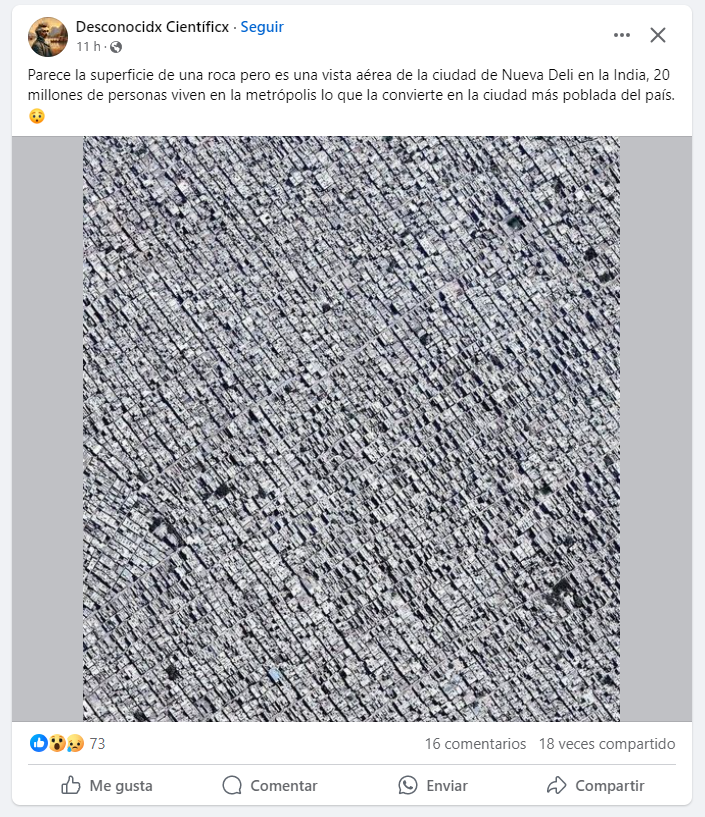 Desconocidx Científicx · Seguir
11 h ·
Parece la superficie de una roca pero es una vista aérea de la ciudad de Nueva Deli en la India, 20
millones de personas viven en la metrópolis lo que la convierte en la ciudad más poblada del país.
😯
73
16 comentarios 18 veces compartido
Me gusta Comentar Enviar Compartir